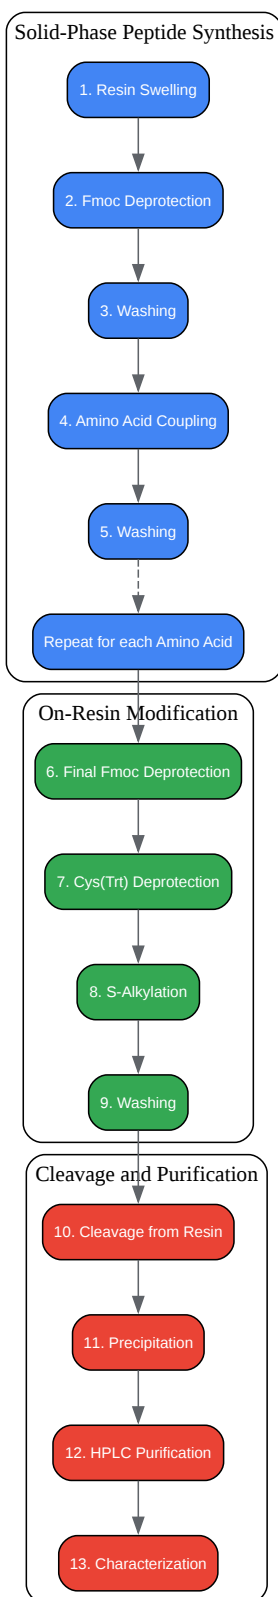 Solid-Phase Peptide Synthesis
1. Resin Swelling
2. Fmoc Deprotection
3. Washing
4. Amino Acid Coupling
5. Washing
Repeat for each Amino Acid
On-Resin Modification
6. Final Fmoc Deprotection
7. Cys(Trt) Deprotection
8. S-Alkylation
9. Washing
Cleavage and Purification
10. Cleavage from Resin
11. Precipitation
12. HPLC Purification
13. Characterization